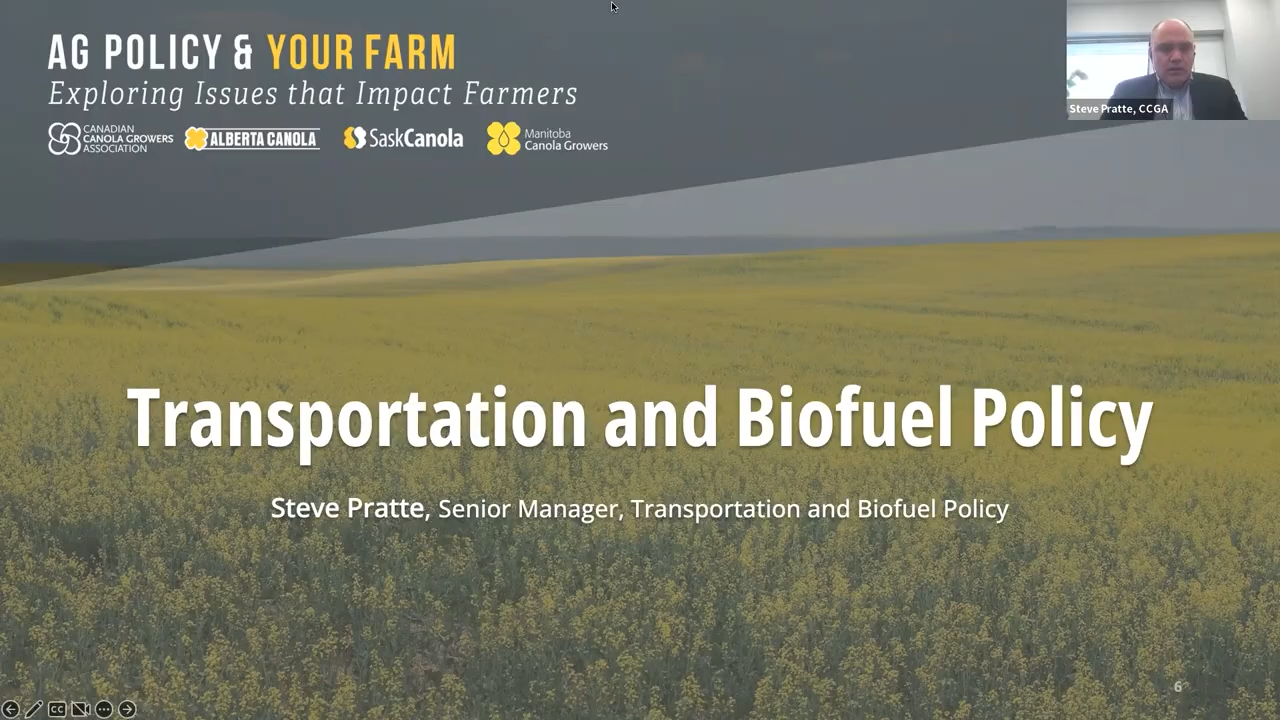 AG POLICY & YOUR FARM
Exploring Issues that Impact Farmers
CANADIAN
CANOLA GROWERS
ASSOCIATION
ALBERTA CANOLA
SaskCanola
Manitoba
Canola Growers
Steve Pratte, CCGA
Transportation and Biofuel Policy
Steve Pratte, Senior Manager, Transportation and Biofuel Policy
6
CC